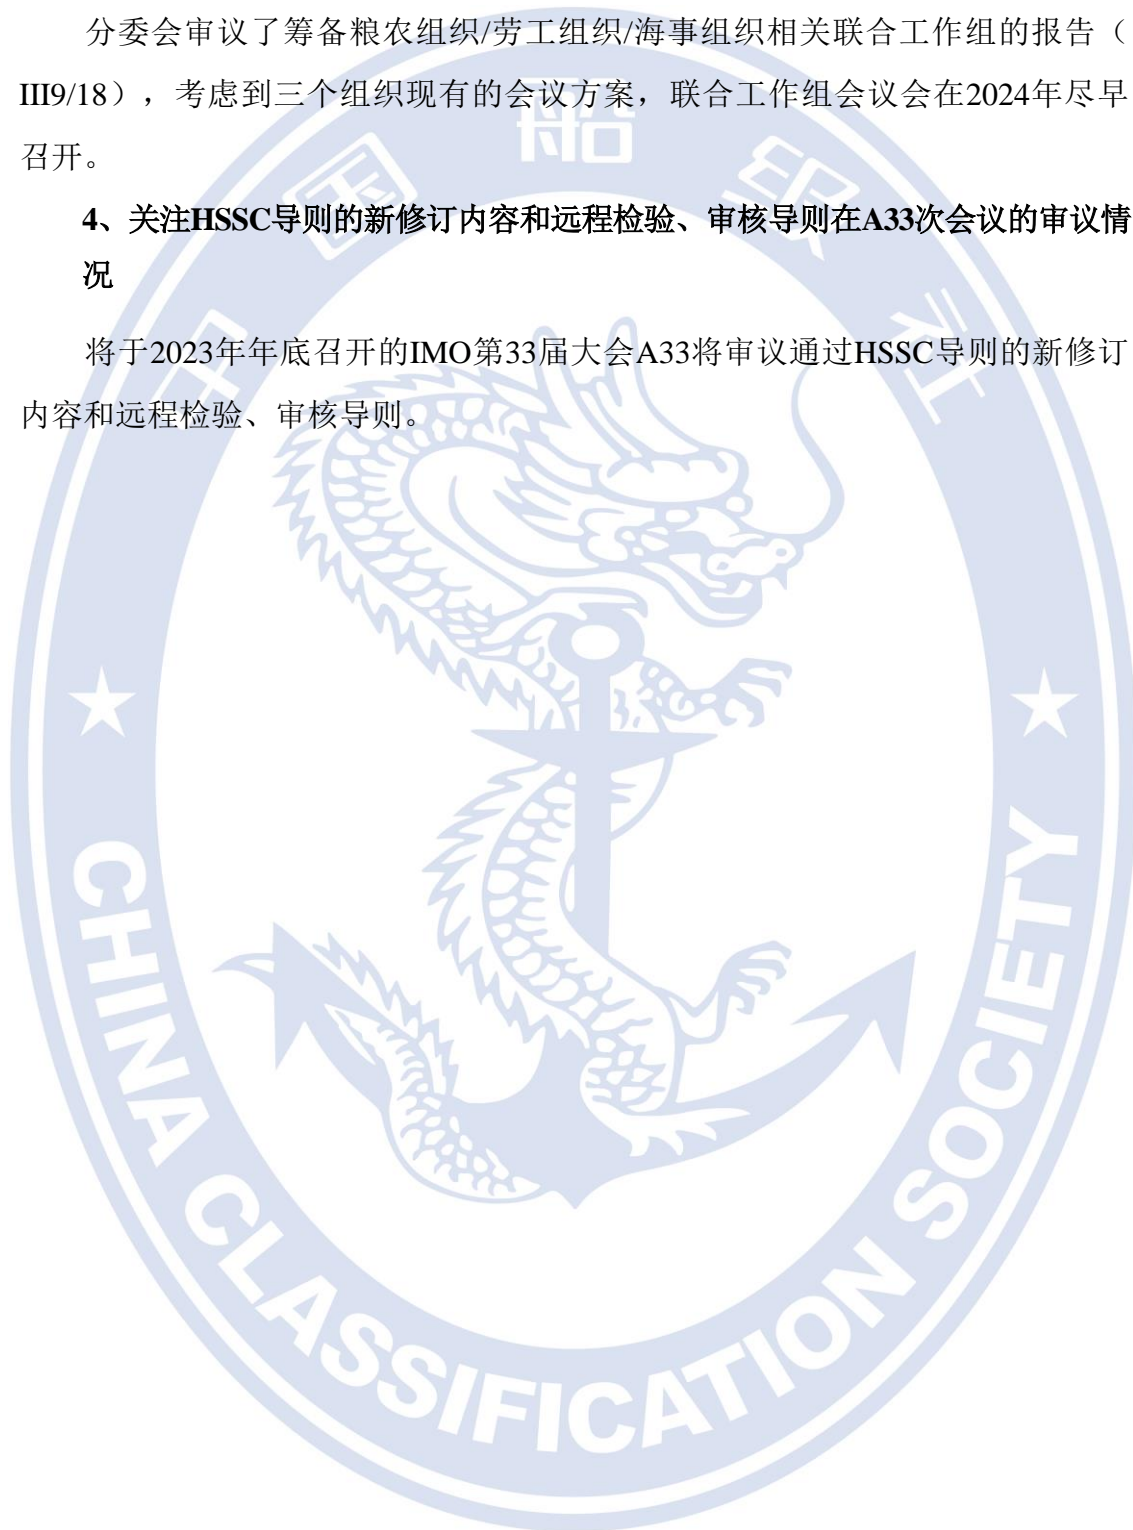 分委会审议了筹备粮农组织/劳工组织/海事组织相关联合工作组的报告（
III9/18），考虑到三个组织现有的会议方案，联合工作组会议会在2024年尽早
召开。
4、关注HSSC导则的新修订内容和远程检验、审核导则在A33次会议的审议情
况
将于2023年年底召开的IMO第33届大会A33将审议通过HSSC导则的新修订
内容和远程检验、审核导则。
中国船级社
CHINA CLASSIFICATION SOCIETY